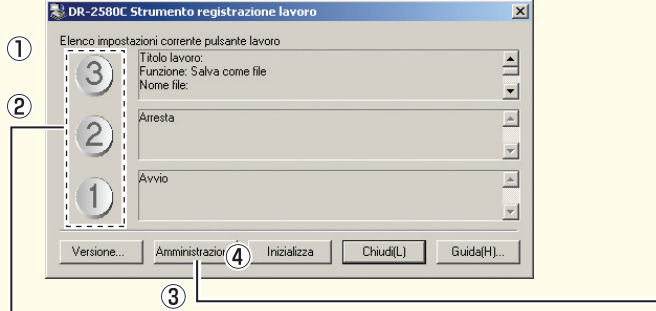 DR-2580C Strumento registrazione lavoro
Elenco impostazioni corrente pulsante lavoro
①
3
Titolo lavoro:
Funzione: Salva come file
Nome file:
②
2
Arresta
1
Avvio
Versione...
④
Inizializza
Chiudi(L)
Guida(H)...
③